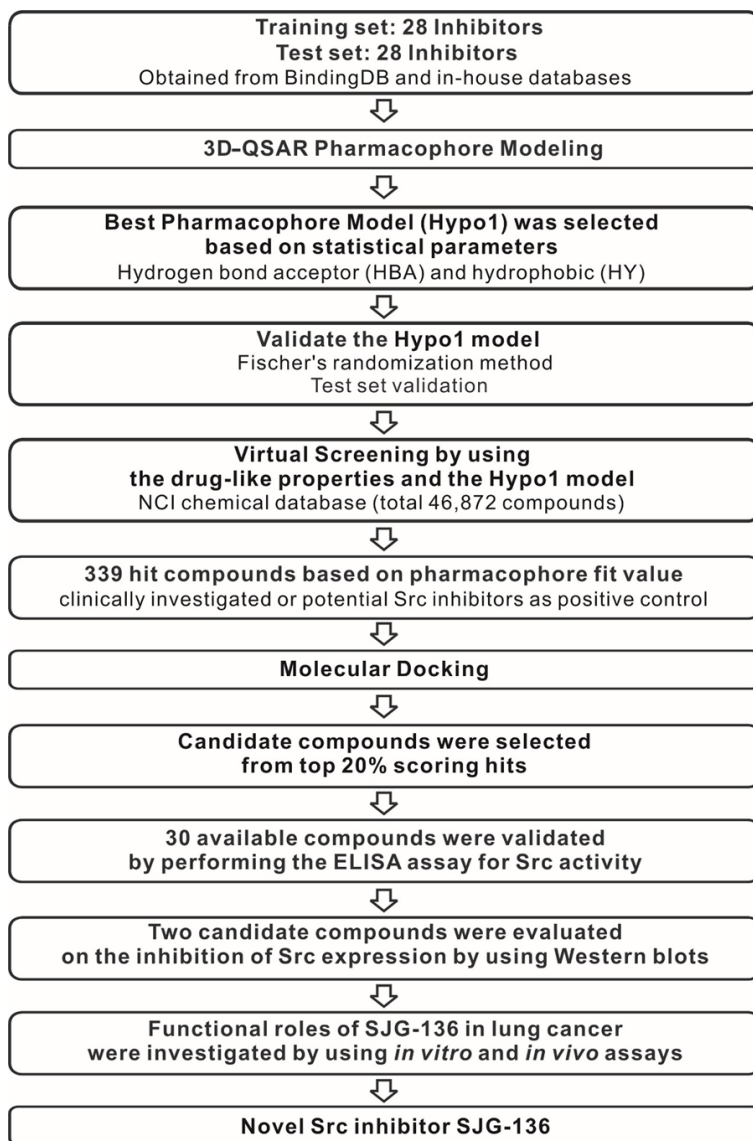 Training set: 28 Inhibitors
Test set: 28 Inhibitors
Obtained from BindingDB and in-house databases
3D-QSAR Pharmacophore Modeling
Best Pharmacophore Model (Hypo1) was selected
based on statistical parameters
Hydrogen bond acceptor (HBA) and hydrophobic (HY)
Validate the Hypo1 model
Fischer's randomization method
Test set validation
Virtual Screening by using
the drug-like properties and the Hypo1 model
NCI chemical database (total 46,872 compounds)
339 hit compounds based on pharmacophore fit value
clinically investigated or potential Src inhibitors as positive control
Molecular Docking
Candidate compounds were selected
from top 20% scoring hits
30 available compounds were validated
by performing the ELISA assay for Src activity
Two candidate compounds were evaluated
on the inhibition of Src expression by using Western blots
Functional roles of SJG-136 in lung cancer
were investigated by using in vitro and in vivo assays
Novel Src inhibitor SJG-136